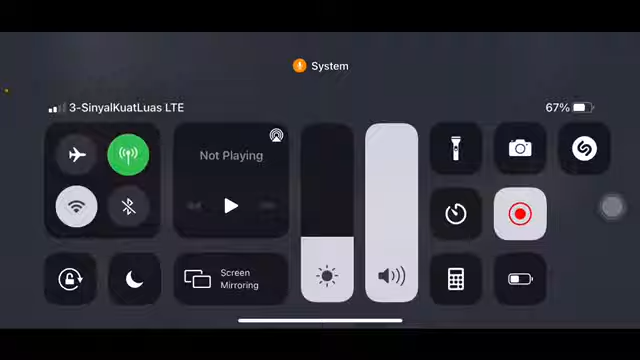 System
3-SinyalKuatLuas LTE
67%
Not Playing
Screen
Mirroring